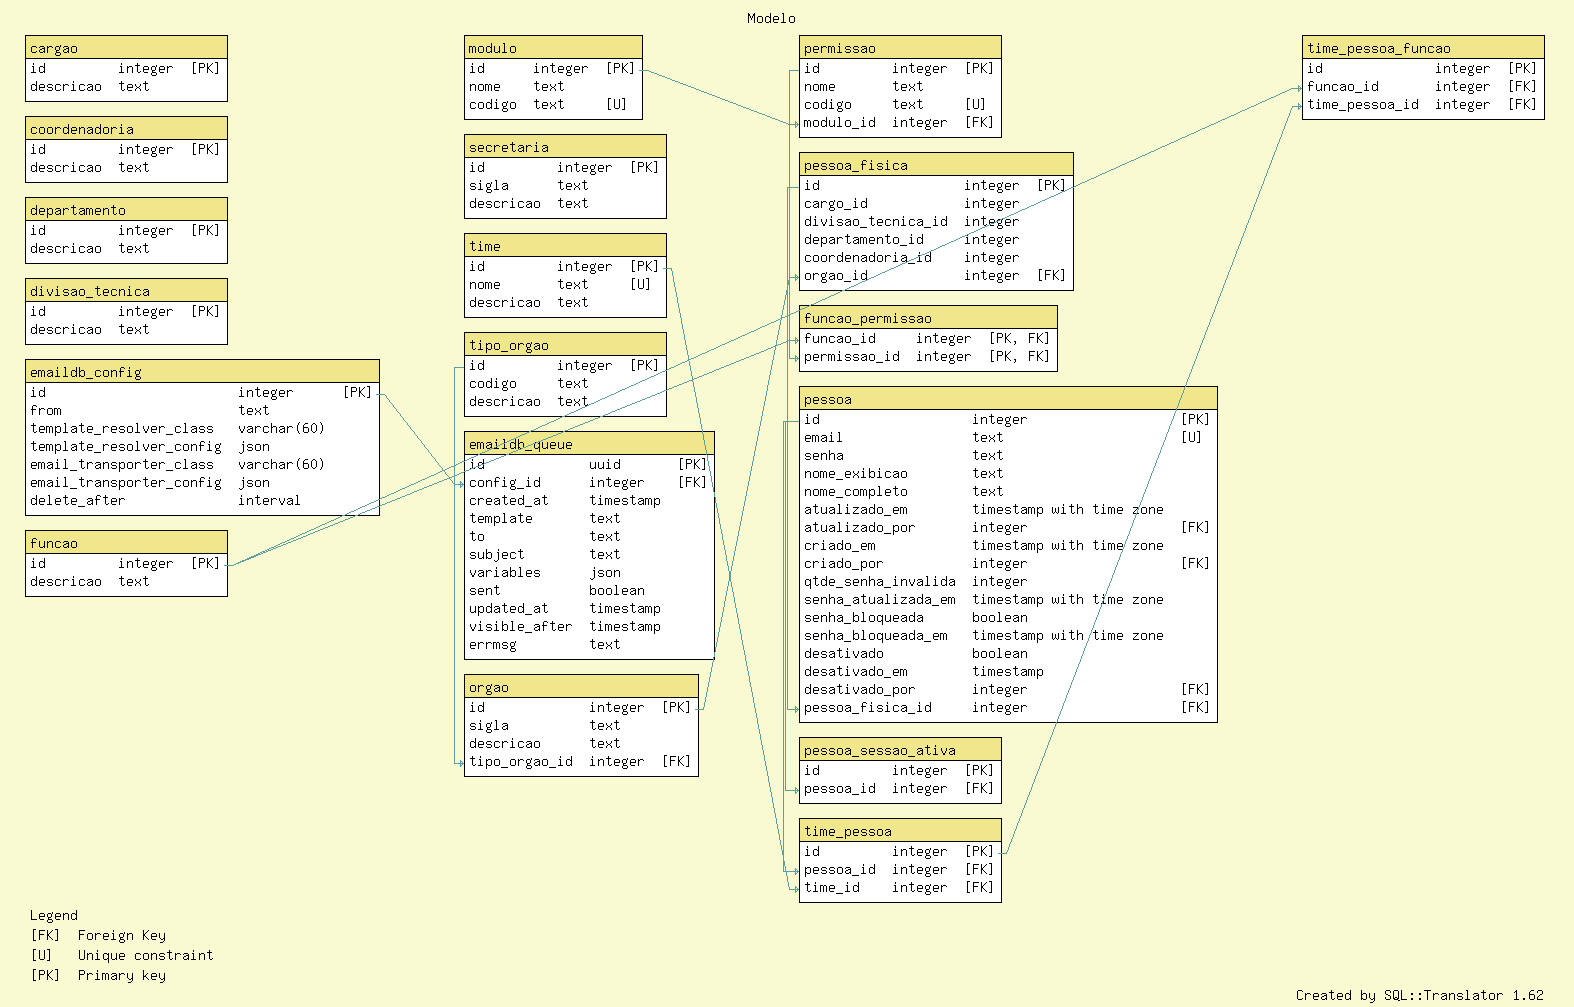 Modelo
cargao
id integer [PK]
descricao text
coordenadoria
id integer [PK]
descricao text
departamento
id integer [PK]
descricao text
divisao_tecnica
id integer [PK]
descricao text
emaildb_config
id integer [PK]
from text
template_resolver_class varchar(60)
template_resolver_config json
email_transporter_class varchar(60)
email_transporter_config json
delete_after interval
funcao
id integer [PK]
descricao text
modulo
id integer [PK]
nome text
codigo text [U]
secretaria
id integer [PK]
sigla text
descricao text
time
id integer [PK]
nome text [U]
descricao text
tipo_orgao
id integer [PK]
codigo text
descricao text
emaildb_queue
id uuid [PK]
config_id integer [FK]
created_at timestamp
template text
to text
subject text
variables json
sent boolean
updated_at timestamp
visible_after timestamp
errmsg text
orgao
id integer [PK]
sigla text
descricao text
tipo_orgao_id integer [FK]
permissao
id integer [PK]
nome text
codigo text [U]
modulo_id integer [FK]
pessoa_fisica
id integer [PK]
cargo_id integer
divisao_tecnica_id integer
departamento_id integer
coordenadoria_id integer
orgao_id integer [FK]
funcao_permissao
funcao_id integer [PK, FK]
permissao_id integer [PK, FK]
pessoa
id integer [PK]
email text [U]
senha text
nome_exibicao text
nome_completo text
atualizado_em timestamp with time zone
atualizado_por integer [FK]
criado_em timestamp with time zone
criado_por integer [FK]
qtde_senha_invalida integer
senha_atualizada_em timestamp with time zone
senha_bloqueada boolean
senha_bloqueada_em timestamp with time zone
desativado boolean
desativado_em timestamp
desativado_por integer [FK]
pessoa_fisica_id integer [FK]
pessoa_sessao_ativa
id integer [PK]
pessoa_id integer [FK]
time_pessoa
id integer [PK]
pessoa_id integer [FK]
time_id integer [FK]
time_pessoa_funcao
id integer [PK]
funcao_id integer [FK]
time_pessoa_id integer [FK]
Legend
[FK] Foreign Key
[U] Unique constraint
[PK] Primary key
Created by SQL::Translator 1.62